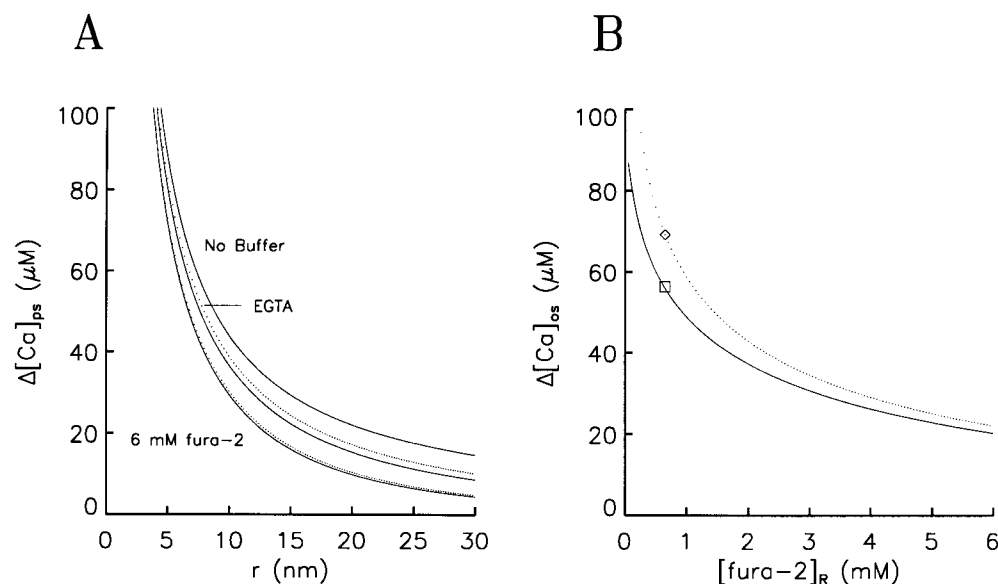 A
B
100
80
60
40
20
0
Δ[Ca]ps (μM)
No Buffer
EGTA
6 mM fura-2
0 5 10 15 20 25 30
r (nm)
100
80
60
40
20
0
Δ[Ca]os (μM)
0 1 2 3 4 5 6
[fura-2]R (mM)